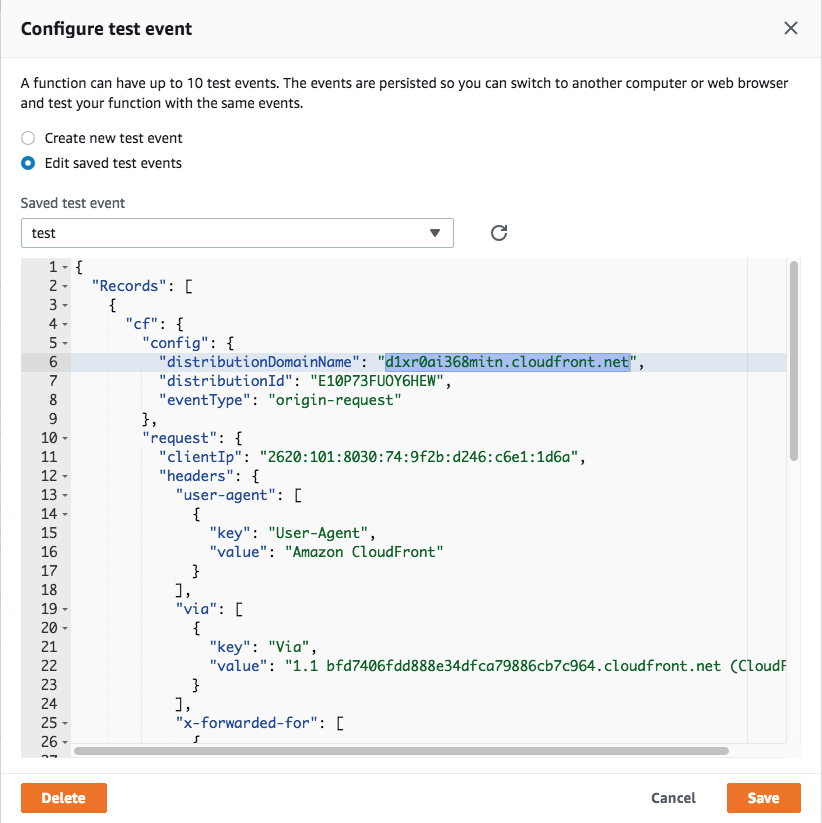 Configure test event
A function can have up to 10 test events. The events are persisted so you can switch to another computer or web browser
and test your function with the same events.
Create new test event
Edit saved test events
Saved test event
test
1 {
2 "Records": [
3 {
4 "cf": {
5 "config": {
6 "distributionDomainName": "d1xr0ai368mitn.cloudfront.net",
7 "distributionId": "E10P73FUOY6HEW",
8 "eventType": "origin-request"
9 },
10 "request": {
11 "clientIp": "2620:101:8030:74:9f2b:d246:c6e1:1d6a",
12 "headers": {
13 "user-agent": [
14 {
15 "key": "User-Agent",
16 "value": "Amazon CloudFront"
17 }
18 ],
19 "via": [
20 {
21 "key": "Via",
22 "value": "1.1 bfd7406fdd888e34dfca79886cb7c964.cloudfront.net (CloudF
23 }
24 ],
25 "x-forwarded-for": [
26 {
Delete
Cancel
Save